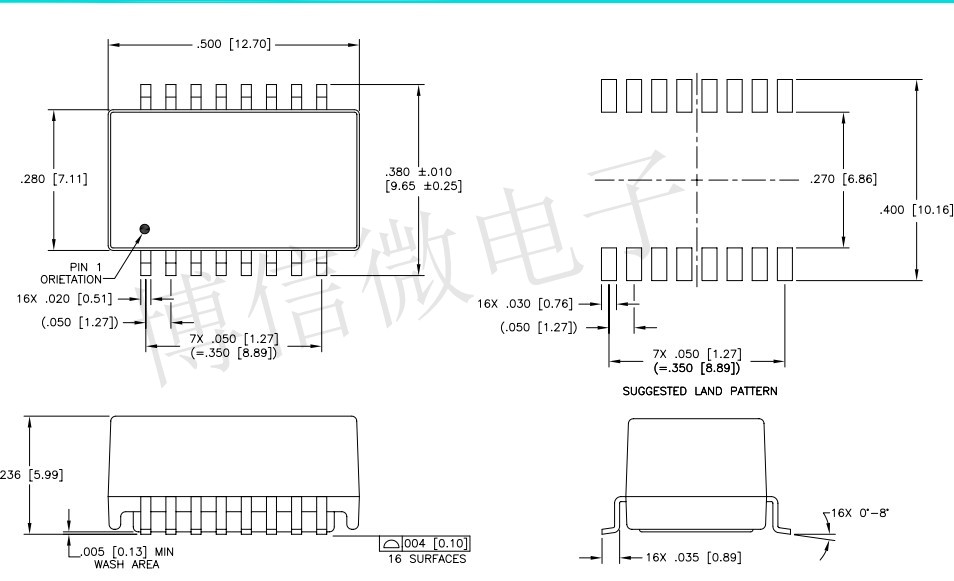 .500 [12.70]
.280 [7.11]
.380 ±.010
[9.65 ±0.25]
PIN 1
ORIETATION
16X .020 [0.51]
(.050 [1.27])
7X .050 [1.27]
(=.350 [8.89])
.270 [6.86]
.400 [10.16]
16X .030 [0.76]
(.050 [1.27])
7X .050 [1.27]
(=.350 [8.89])
SUGGESTED LAND PATTERN
博信微电子
236 [5.99]
.005 [0.13] MIN
WASH AREA
004 [0.10]
16 SURFACES
16X 0°-8°
16X .035 [0.89]